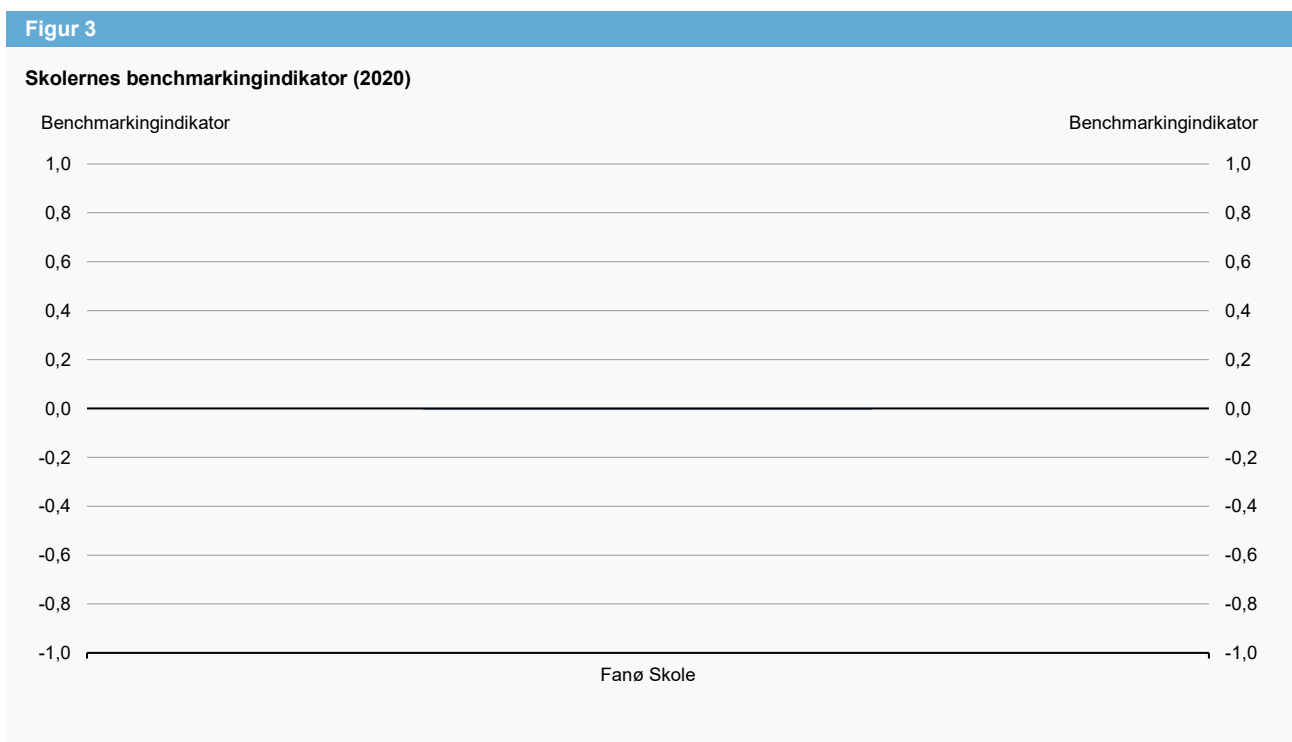 Figur 3
Skolernes benchmarkingindikator (2020)
Benchmarkingindikator Benchmarkingindikator
1,0 1,0
0,8 0,8
0,6 0,6
0,4 0,4
0,2 0,2
0,0 0,0
-0,2 -0,2
-0,4 -0,4
-0,6 -0,6
-0,8 -0,8
-1,0 -1,0
Fanø Skole